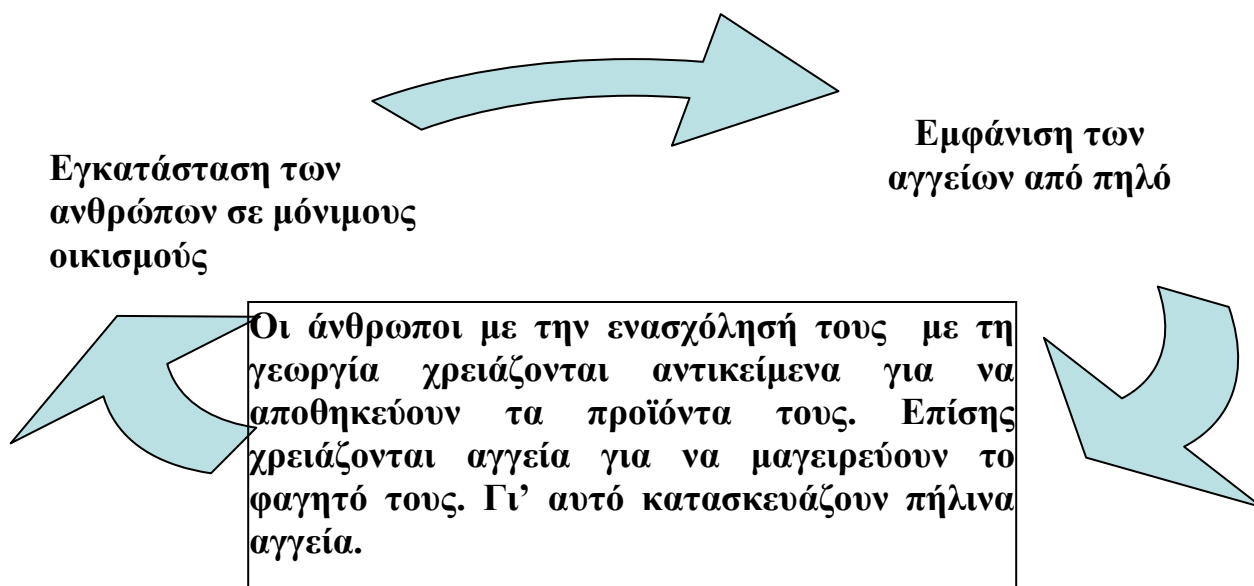 Εγκατάσταση των
ανθρώπων σε μόνιμους
οικισμούς
Εμφάνιση των
αγγείων από πηλό
Οι άνθρωποι με την ενασχόλησή τους με τη
γεωργία χρειάζονται αντικείμενα για να
αποθηκεύουν τα προϊόντα τους. Επίσης
χρειάζονται αγγεία για να μαγειρεύουν το
φαγητό τους. Γι’ αυτό κατασκευάζουν πήλινα
αγγεία.